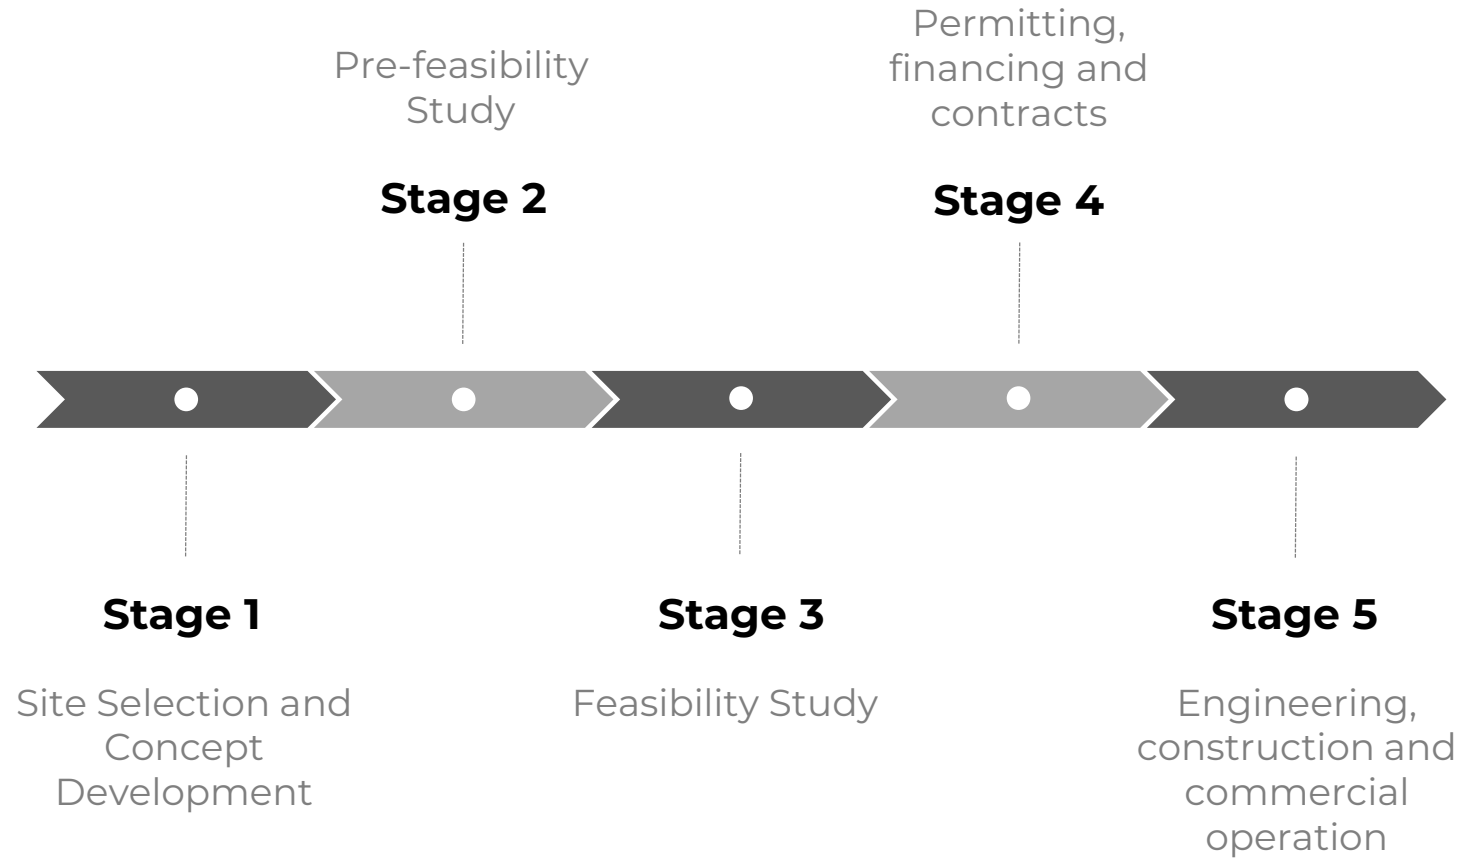 Permitting,
financing and
contracts
Pre-feasibility
Study
Stage 2
Stage 4
Stage 1
Stage 3
Stage 5
Site Selection and
Concept
Development
Feasibility Study
Engineering,
construction and
commercial
operation